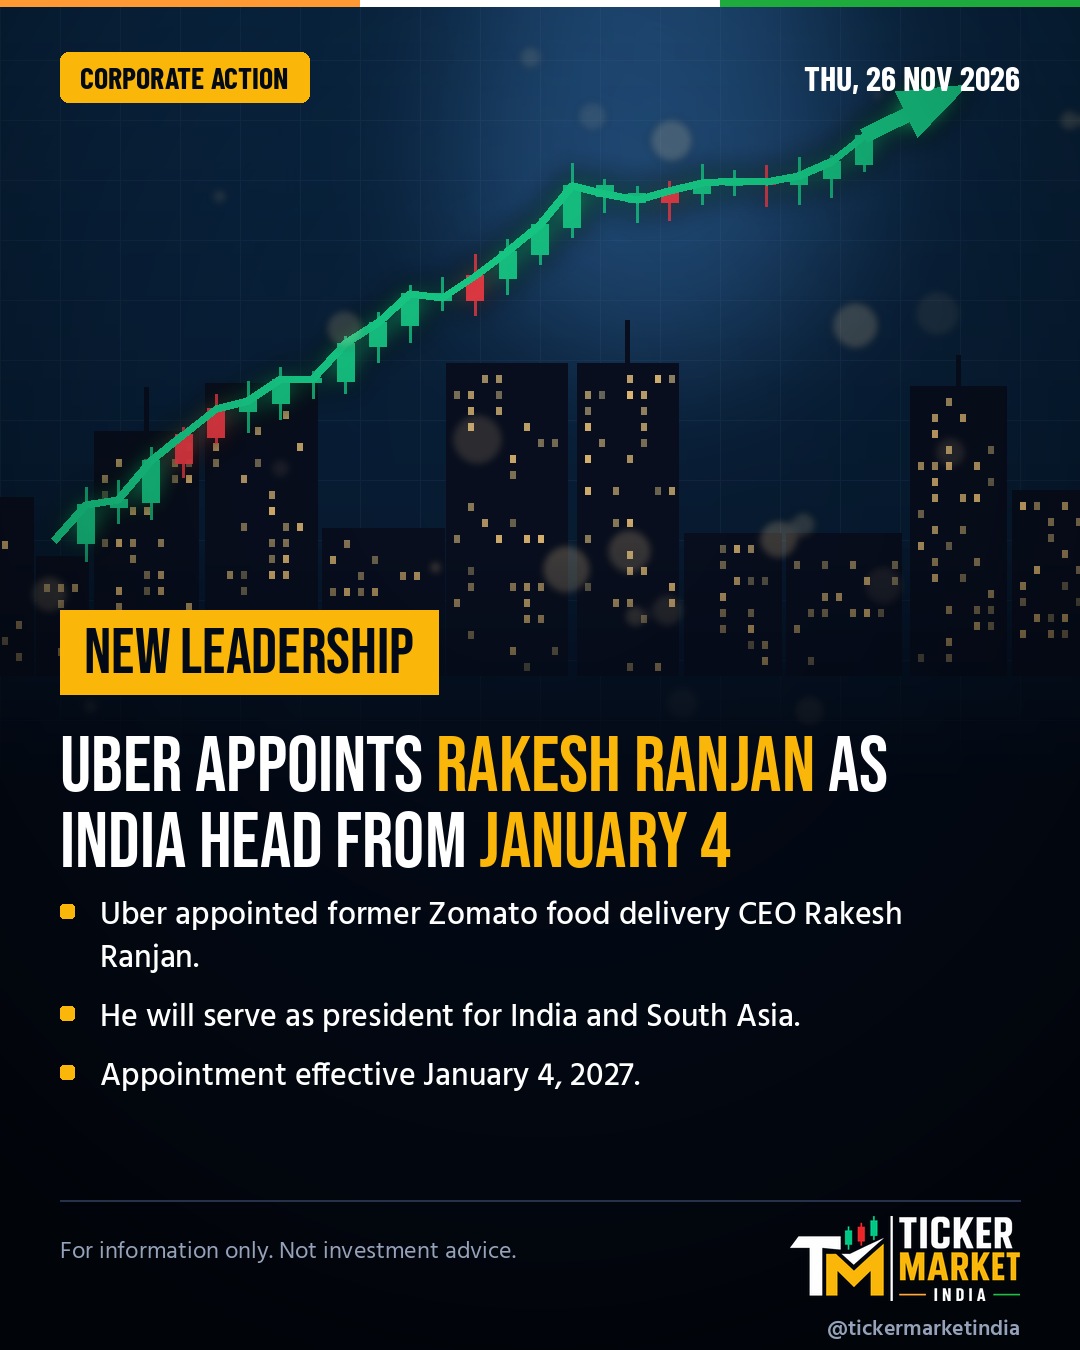 CORPORATE ACTION
THU, 26 NOV 2026
NEW LEADERSHIP
UBER APPOINTS RAKESH RANJAN AS
INDIA HEAD FROM JANUARY 4
Uber appointed former Zomato food delivery CEO Rakesh
Ranjan.
He will serve as president for India and South Asia.
Appointment effective January 4, 2027.
For information only. Not investment advice.
TM
TICKER
MARKET
INDIA
@tickermarketindia